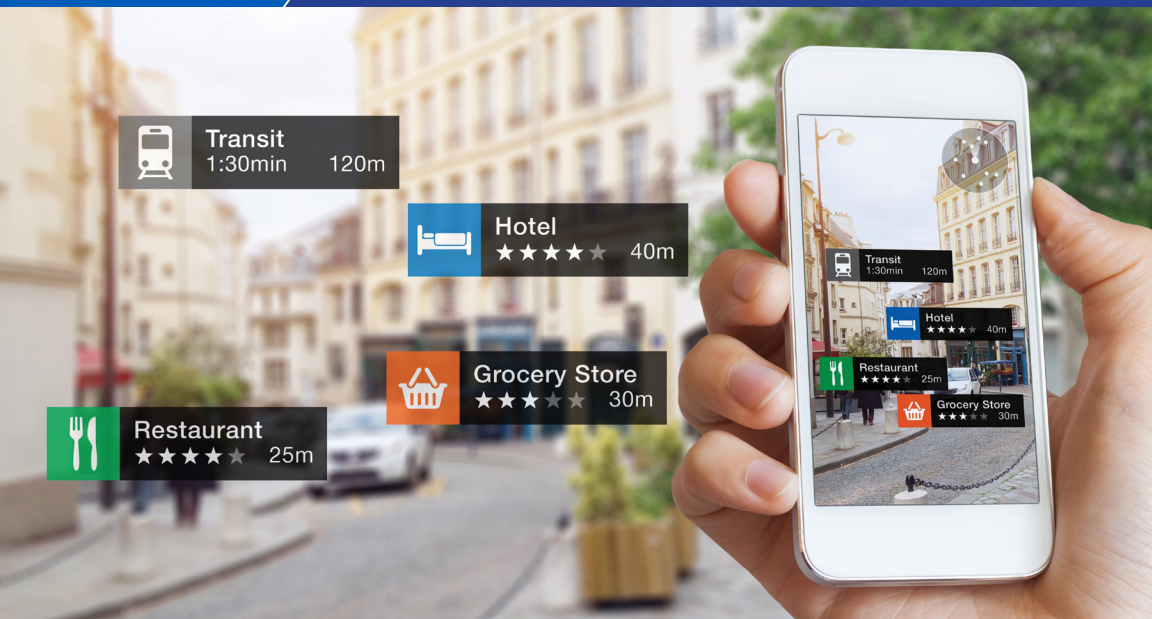 Transit
1:30min 120m
Hotel
★★★★★ 40m
Grocery Store
★★★★★ 30m
Restaurant
★★★★★ 25m
Transit
1:30min 120m
Hotel
★★★★★ 40m
Restaurant
★★★★★ 25m
Grocery Store
★★★★★ 30m